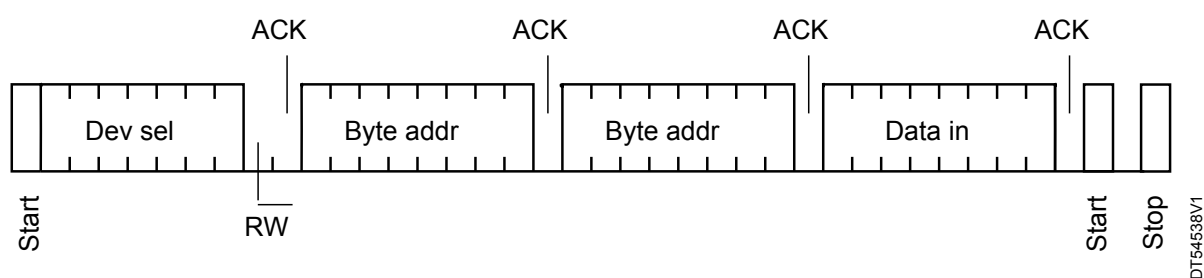 ACK ACK ACK ACK
Dev sel Byte addr Byte addr Data in
Start RW Start Stop
DT54538V1